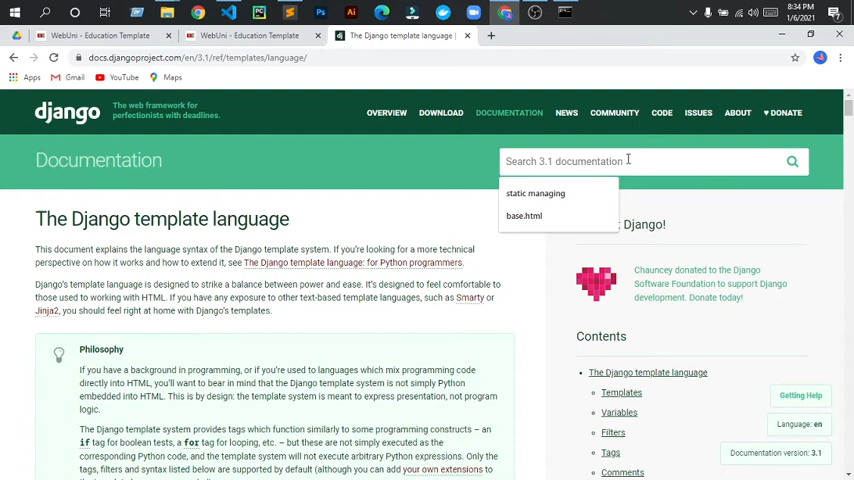 8:34 PM
1/6/2021
WebUni - Education Template
WebUni - Education Template
The Django template language |
docs.djangoproject.com/en/3.1/ref/templates/language/
Apps
Gmail
YouTube
Maps
django
The web framework for
perfectionists with deadlines.
OVERVIEW
DOWNLOAD
DOCUMENTATION
NEWS
COMMUNITY
CODE
ISSUES
ABOUT
♥ DONATE
Documentation
Search 3.1 documentation
static managing
base.html
Django!
The Django template language
This document explains the language syntax of the Django template system. If you're looking for a more technical
perspective on how it works and how to extend it, see The Django template language: for Python programmers.
Django's template language is designed to strike a balance between power and ease. It's designed to feel comfortable to
those used to working with HTML. If you have any exposure to other text-based template languages, such as Smarty or
Jinja2, you should feel right at home with Django's templates.
Philosophy
If you have a background in programming, or if you're used to languages which mix programming code
directly into HTML, you'll want to bear in mind that the Django template system is not simply Python
embedded into HTML. This is by design: the template system is meant to express presentation, not program
logic.
The Django template system provides tags which function similarly to some programming constructs – an
if tag for boolean tests, a for tag for looping, etc. – but these are not simply executed as the
corresponding Python code, and the template system will not execute arbitrary Python expressions. Only the
tags, filters and syntax listed below are supported by default (although you can add your own extensions to
Chauncey donated to the Django
Software Foundation to support Django
development. Donate today!
Contents
The Django template language
Templates
Variables
Filters
Tags
Comments
Getting Help
Language: en
Documentation version: 3.1